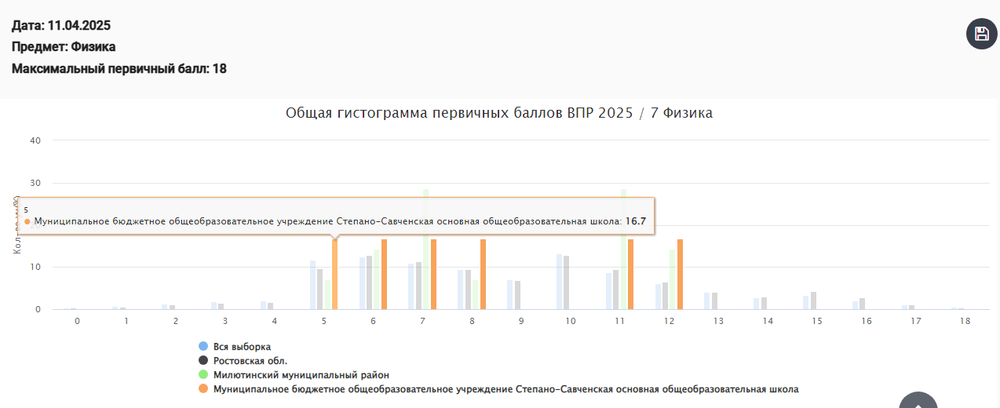 Дата: 11.04.2025
Предмет: Физика
Максимальный первичный балл: 18
Общая гистограмма первичных баллов ВПР 2025 / 7 Физика
40
30
5
Муниципальное бюджетное общеобразовательное учреждение Степано-Савченская основная общеобразовательная школа: 16.7
20
10
0
0 1 2 3 4 5 6 7 8 9 10 11 12 13 14 15 16 17 18
Вся выборка
Ростовская обл.
Милютинский муниципальный район
Муниципальное бюджетное общеобразовательное учреждение Степано-Савченская основная общеобразовательная школа